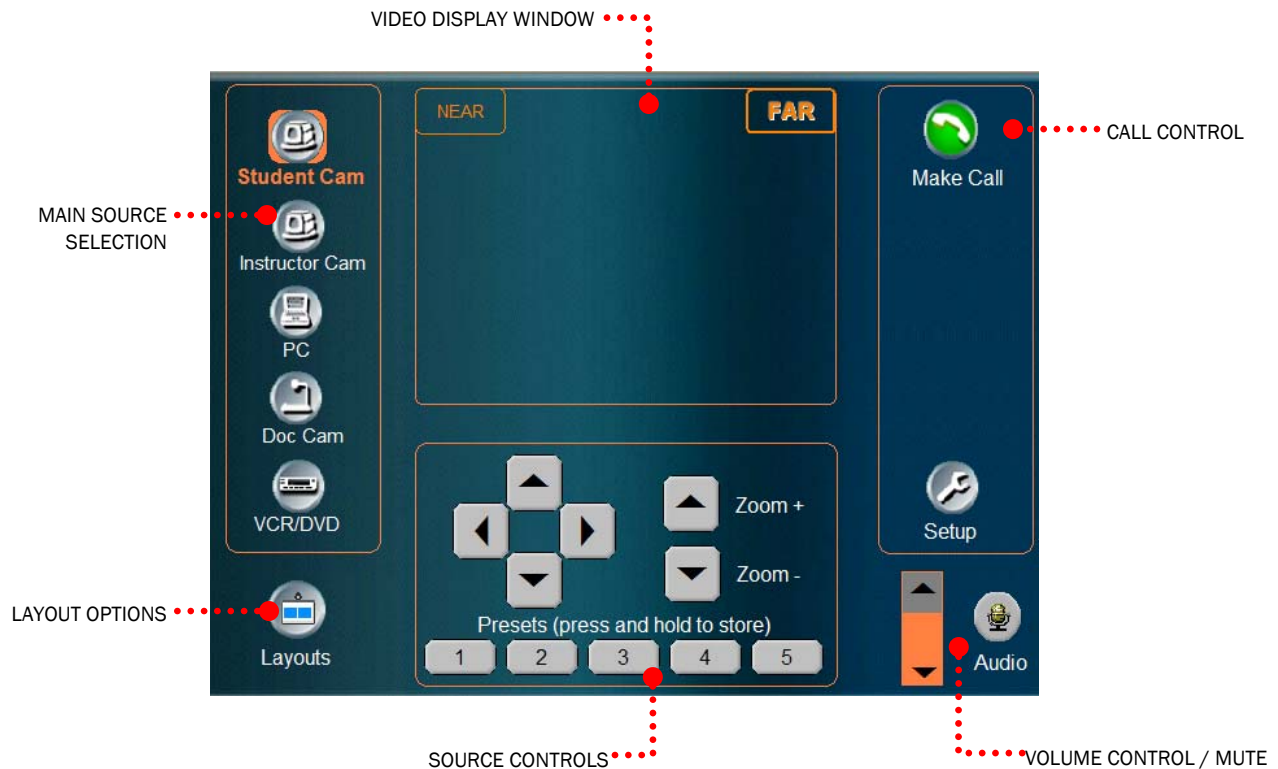 VIDEO DISPLAY WINDOW
NEAR
FAR
CALL CONTROL
Student Cam
Make Call
MAIN SOURCE
SELECTION
Instructor Cam
PC
Doc Cam
VCR/DVD
Zoom +
Setup
Zoom -
LAYOUT OPTIONS
Presets (press and hold to store)
Layouts
1 2 3 4 5
Audio
SOURCE CONTROLS
VOLUME CONTROL / MUTE